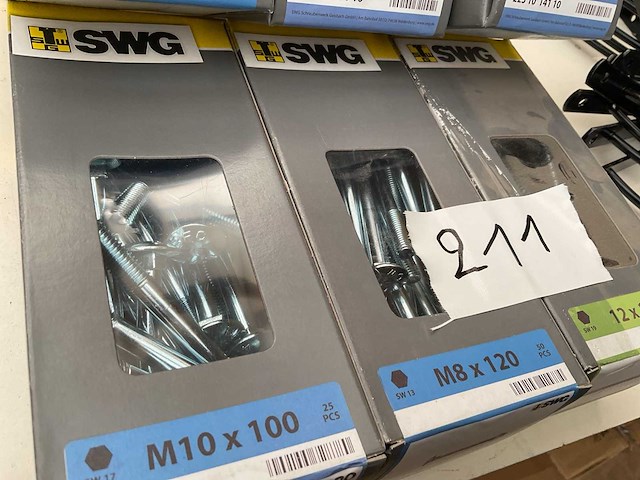 SWG
SWG
SWG
211
M10 x 100
25 PCS
SW 17
M8 x 120
50 PCS
SW 13
12 x
SW 19
SWG